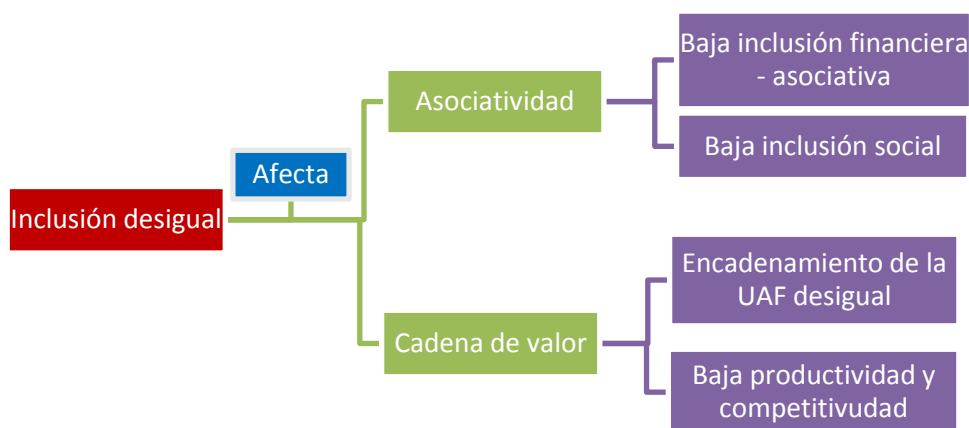 Baja inclusión financiera
- asociativa
Asociatividad
Baja inclusión social
Afecta
Inclusión desigual
Encadenamiento de la
UAF desigual
Cadena de valor
Baja productividad y
competitivudad